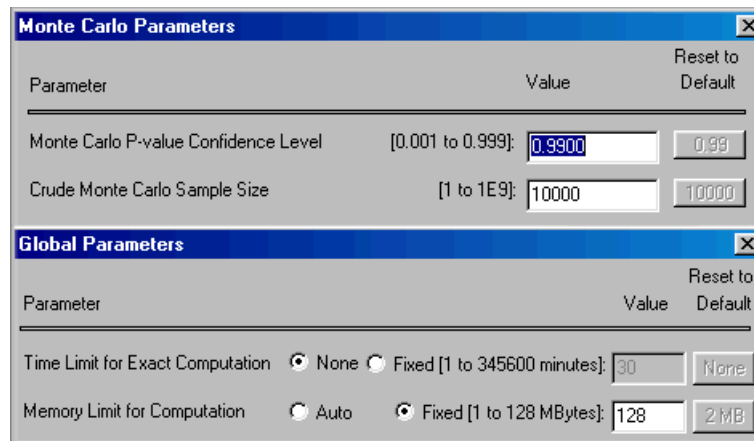 Monte Carlo Parameters
Reset to
Parameter Value Default
Monte Carlo P-value Confidence Level [0.001 to 0.999]: 0.9900 0.99
Crude Monte Carlo Sample Size [1 to 1E9]: 10000 10000
Global Parameters
Reset to
Parameter Value Default
Time Limit for Exact Computation None Fixed [1 to 345600 minutes]: 30 None
Memory Limit for Computation Auto Fixed [1 to 128 MBytes]: 128 2 MB